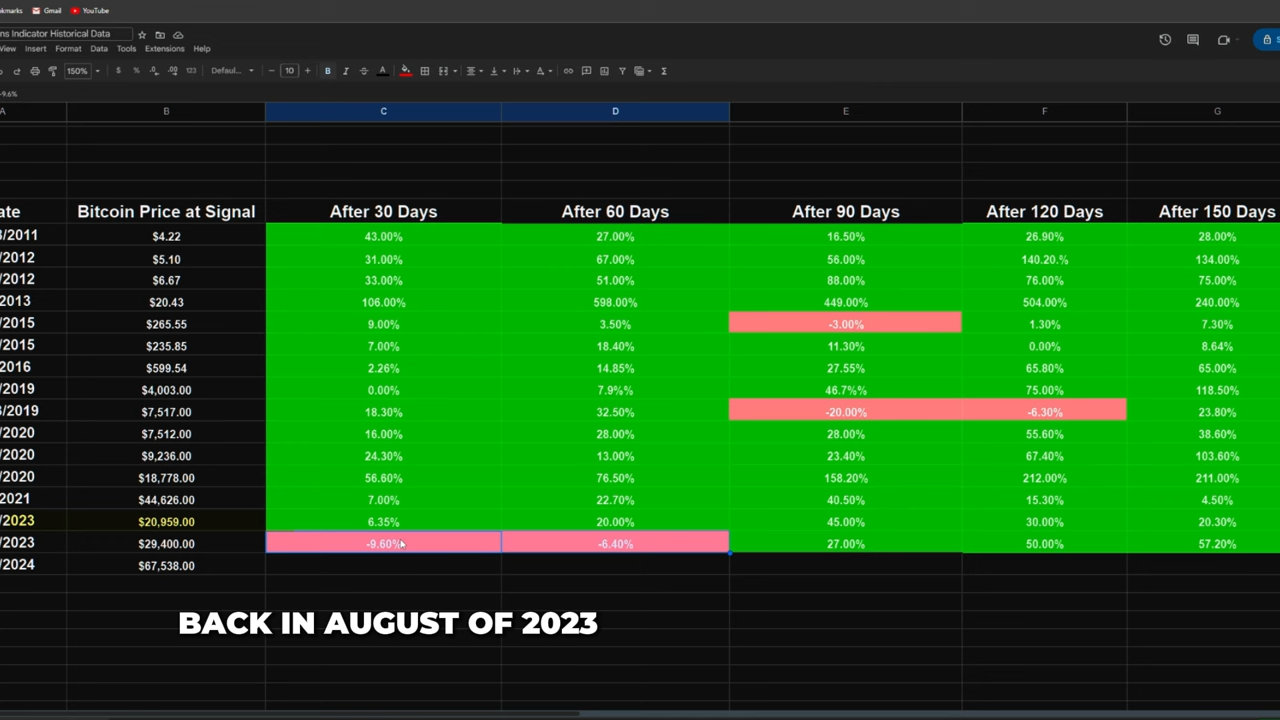 okmarks Gmail YouTube
ns Indicator Historical Data
View Insert Format Data Tools Extensions Help
150% $ % .0 .00 123 Defaul... 10 B I A
-9.6%
A B C D E F G
ate Bitcoin Price at Signal After 30 Days After 60 Days After 90 Days After 120 Days After 150 Days
3/2011 $4.22 43.00% 27.00% 16.50% 26.90% 28.00%
/2012 $5.10 31.00% 67.00% 56.00% 140.20.% 134.00%
/2012 $6.67 33.00% 51.00% 88.00% 76.00% 75.00%
2013 $20.43 106.00% 598.00% 449.00% 504.00% 240.00%
/2015 $265.55 9.00% 3.50% -3.00% 1.30% 7.30%
/2015 $235.85 7.00% 18.40% 11.30% 0.00% 8.64%
2016 $599.54 2.26% 14.85% 27.55% 65.80% 65.00%
/2019 $4,003.00 0.00% 7.9%% 46.7%% 75.00% 118.50%
3/2019 $7,517.00 18.30% 32.50% -20.00% -6.30% 23.80%
/2020 $7,512.00 16.00% 28.00% 28.00% 55.60% 38.60%
/2020 $9,236.00 24.30% 13.00% 23.40% 67.40% 103.60%
/2020 $18,778.00 56.60% 76.50% 158.20% 212.00% 211.00%
2021 $44,626.00 7.00% 22.70% 40.50% 15.30% 4.50%
/2023 $20,959.00 6.35% 20.00% 45.00% 30.00% 20.30%
/2023 $29,400.00 -9.60% -6.40% 27.00% 50.00% 57.20%
/2024 $67,538.00
BACK IN AUGUST OF 2023